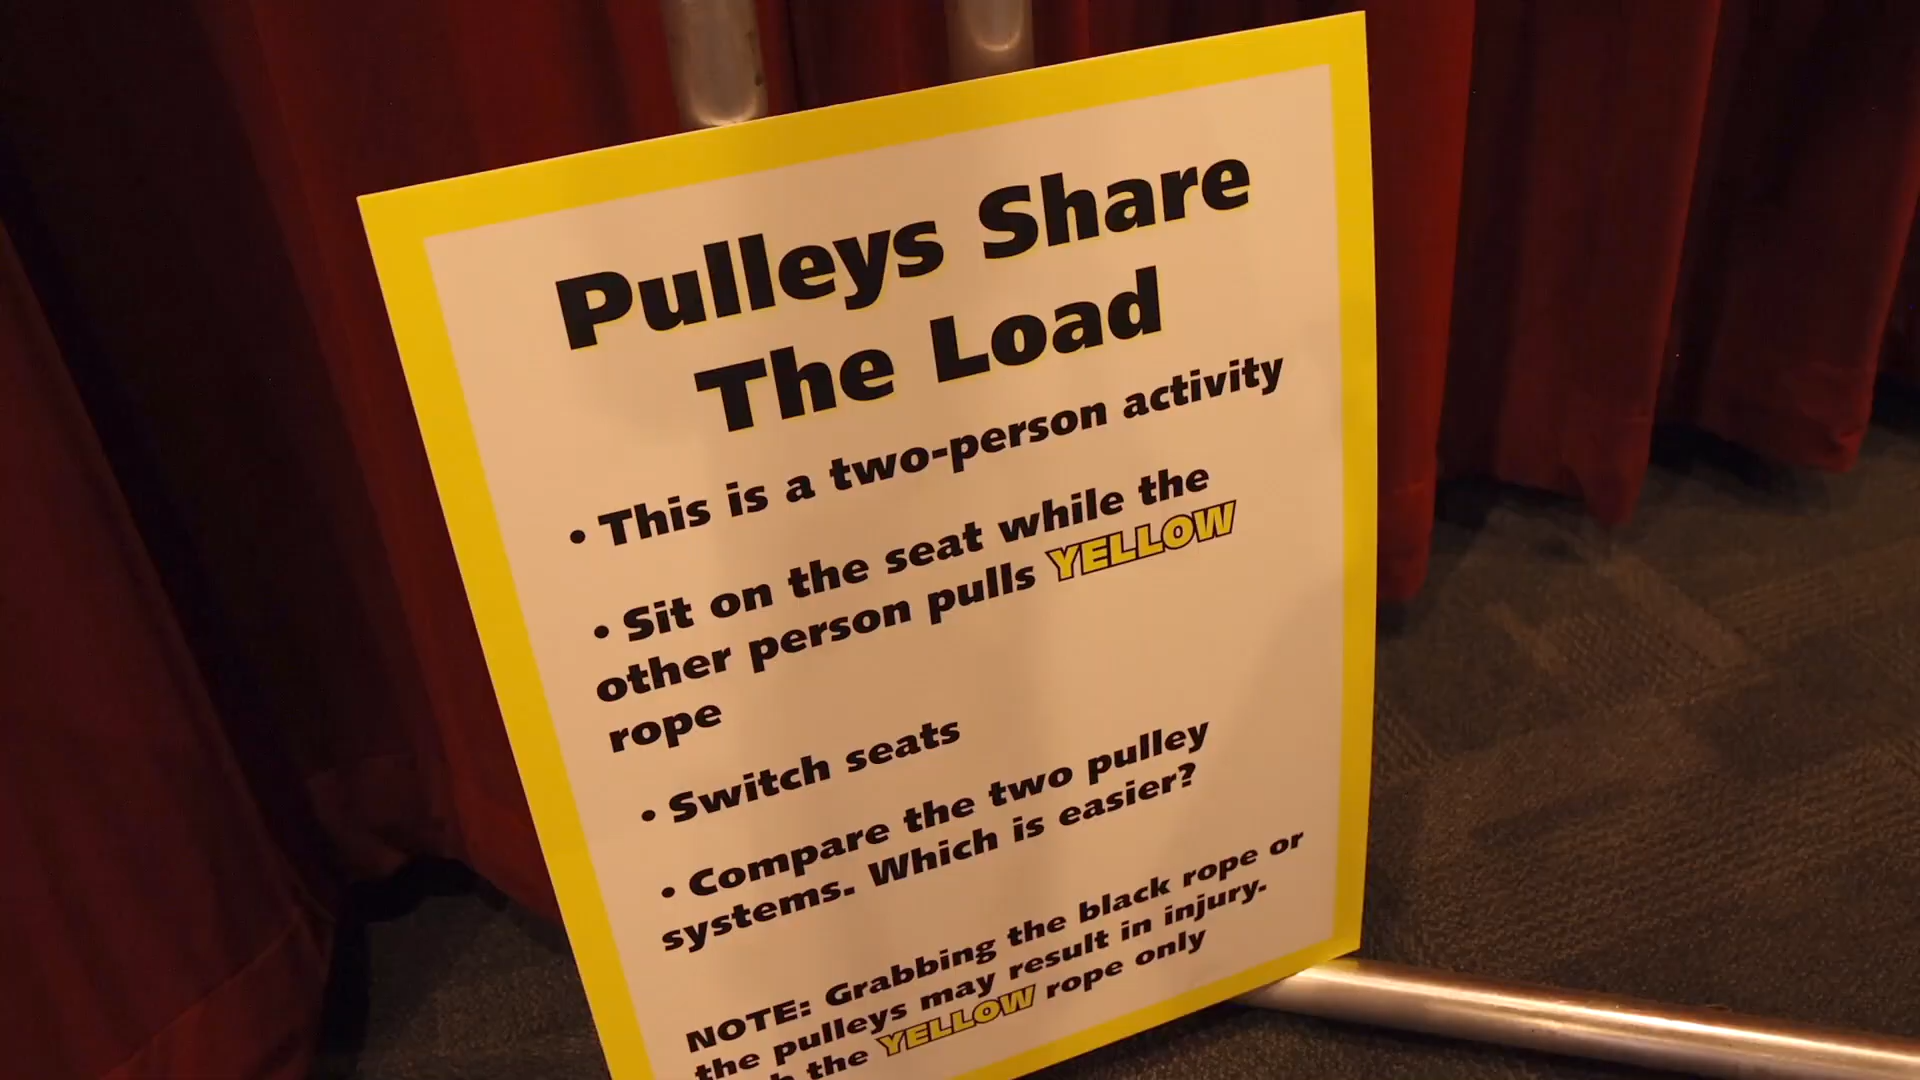 Pulleys Share
The Load
• This is a two-person activity
• Sit on the seat while the
other person pulls YELLOW
rope
• Switch seats
• Compare the two pulley
systems. Which is easier?
NOTE: Grabbing the black rope or
the pulleys may result in injury.
the YELLOW rope only